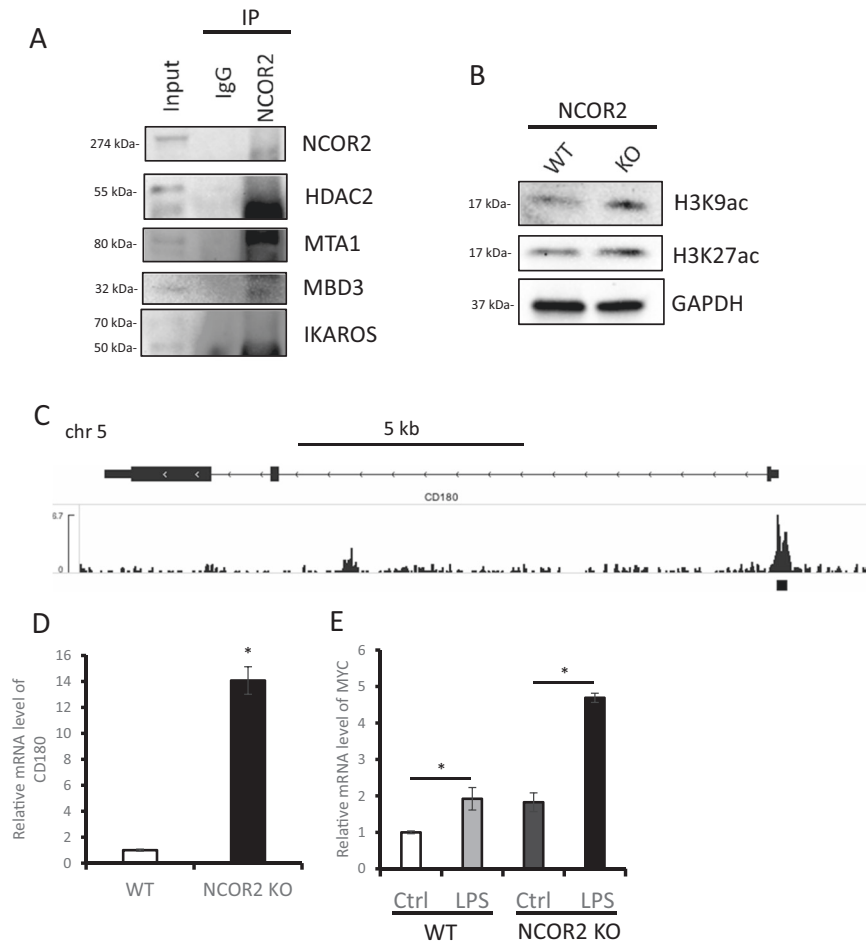 A
IP
Input
IgG
NCOR2
274 kDa-
NCOR2
55 kDa-
HDAC2
80 kDa-
MTA1
32 kDa-
MBD3
70 kDa-
50 kDa-
IKAROS
B
NCOR2
WT
KO
17 kDa-
H3K9ac
17 kDa-
H3K27ac
37 kDa-
GAPDH
C
chr 5
5 kb
CD180
6.7
0
D
Relative mRNA level of
CD180
16
14
12
10
8
6
4
2
0
*
WT
NCOR2 KO
E
Relative mRNA level of MYC
6
5
4
3
2
1
0
*
*
Ctrl
LPS
Ctrl
LPS
WT
NCOR2 KO